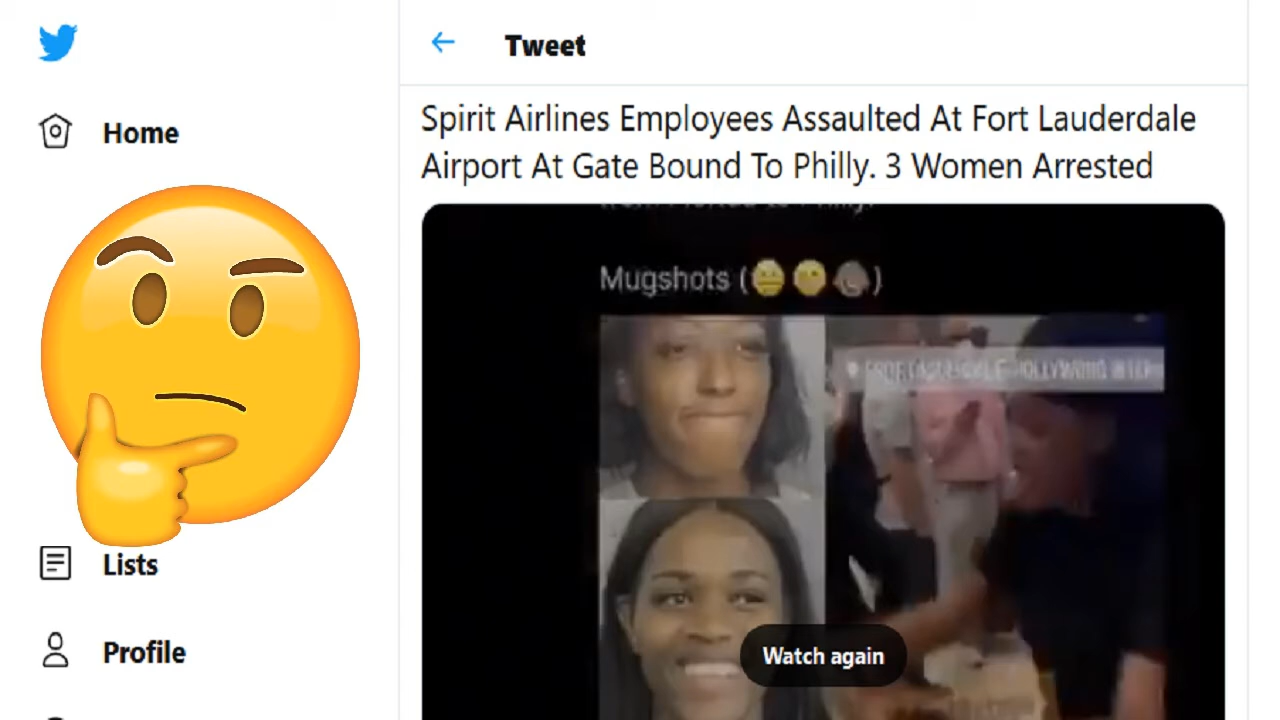 Tweet
Home
Spirit Airlines Employees Assaulted At Fort Lauderdale
Airport At Gate Bound To Philly. 3 Women Arrested
Mugshots (😐😶🙊)
Lists
Watch again
Profile